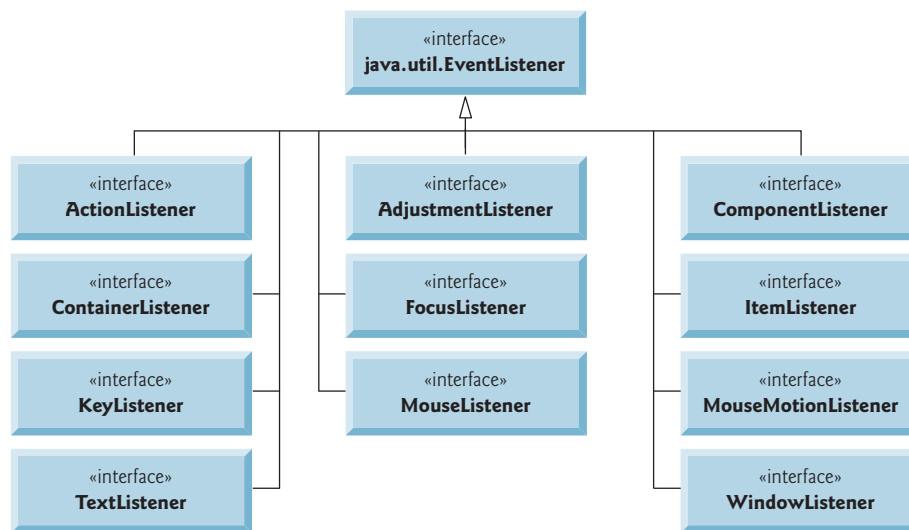 «interface»
java.util.EventListener
«interface»
ActionListener
«interface»
AdjustmentListener
«interface»
ComponentListener
«interface»
ContainerListener
«interface»
FocusListener
«interface»
ItemListener
«interface»
KeyListener
«interface»
MouseListener
«interface»
MouseMotionListener
«interface»
TextListener
«interface»
WindowListener